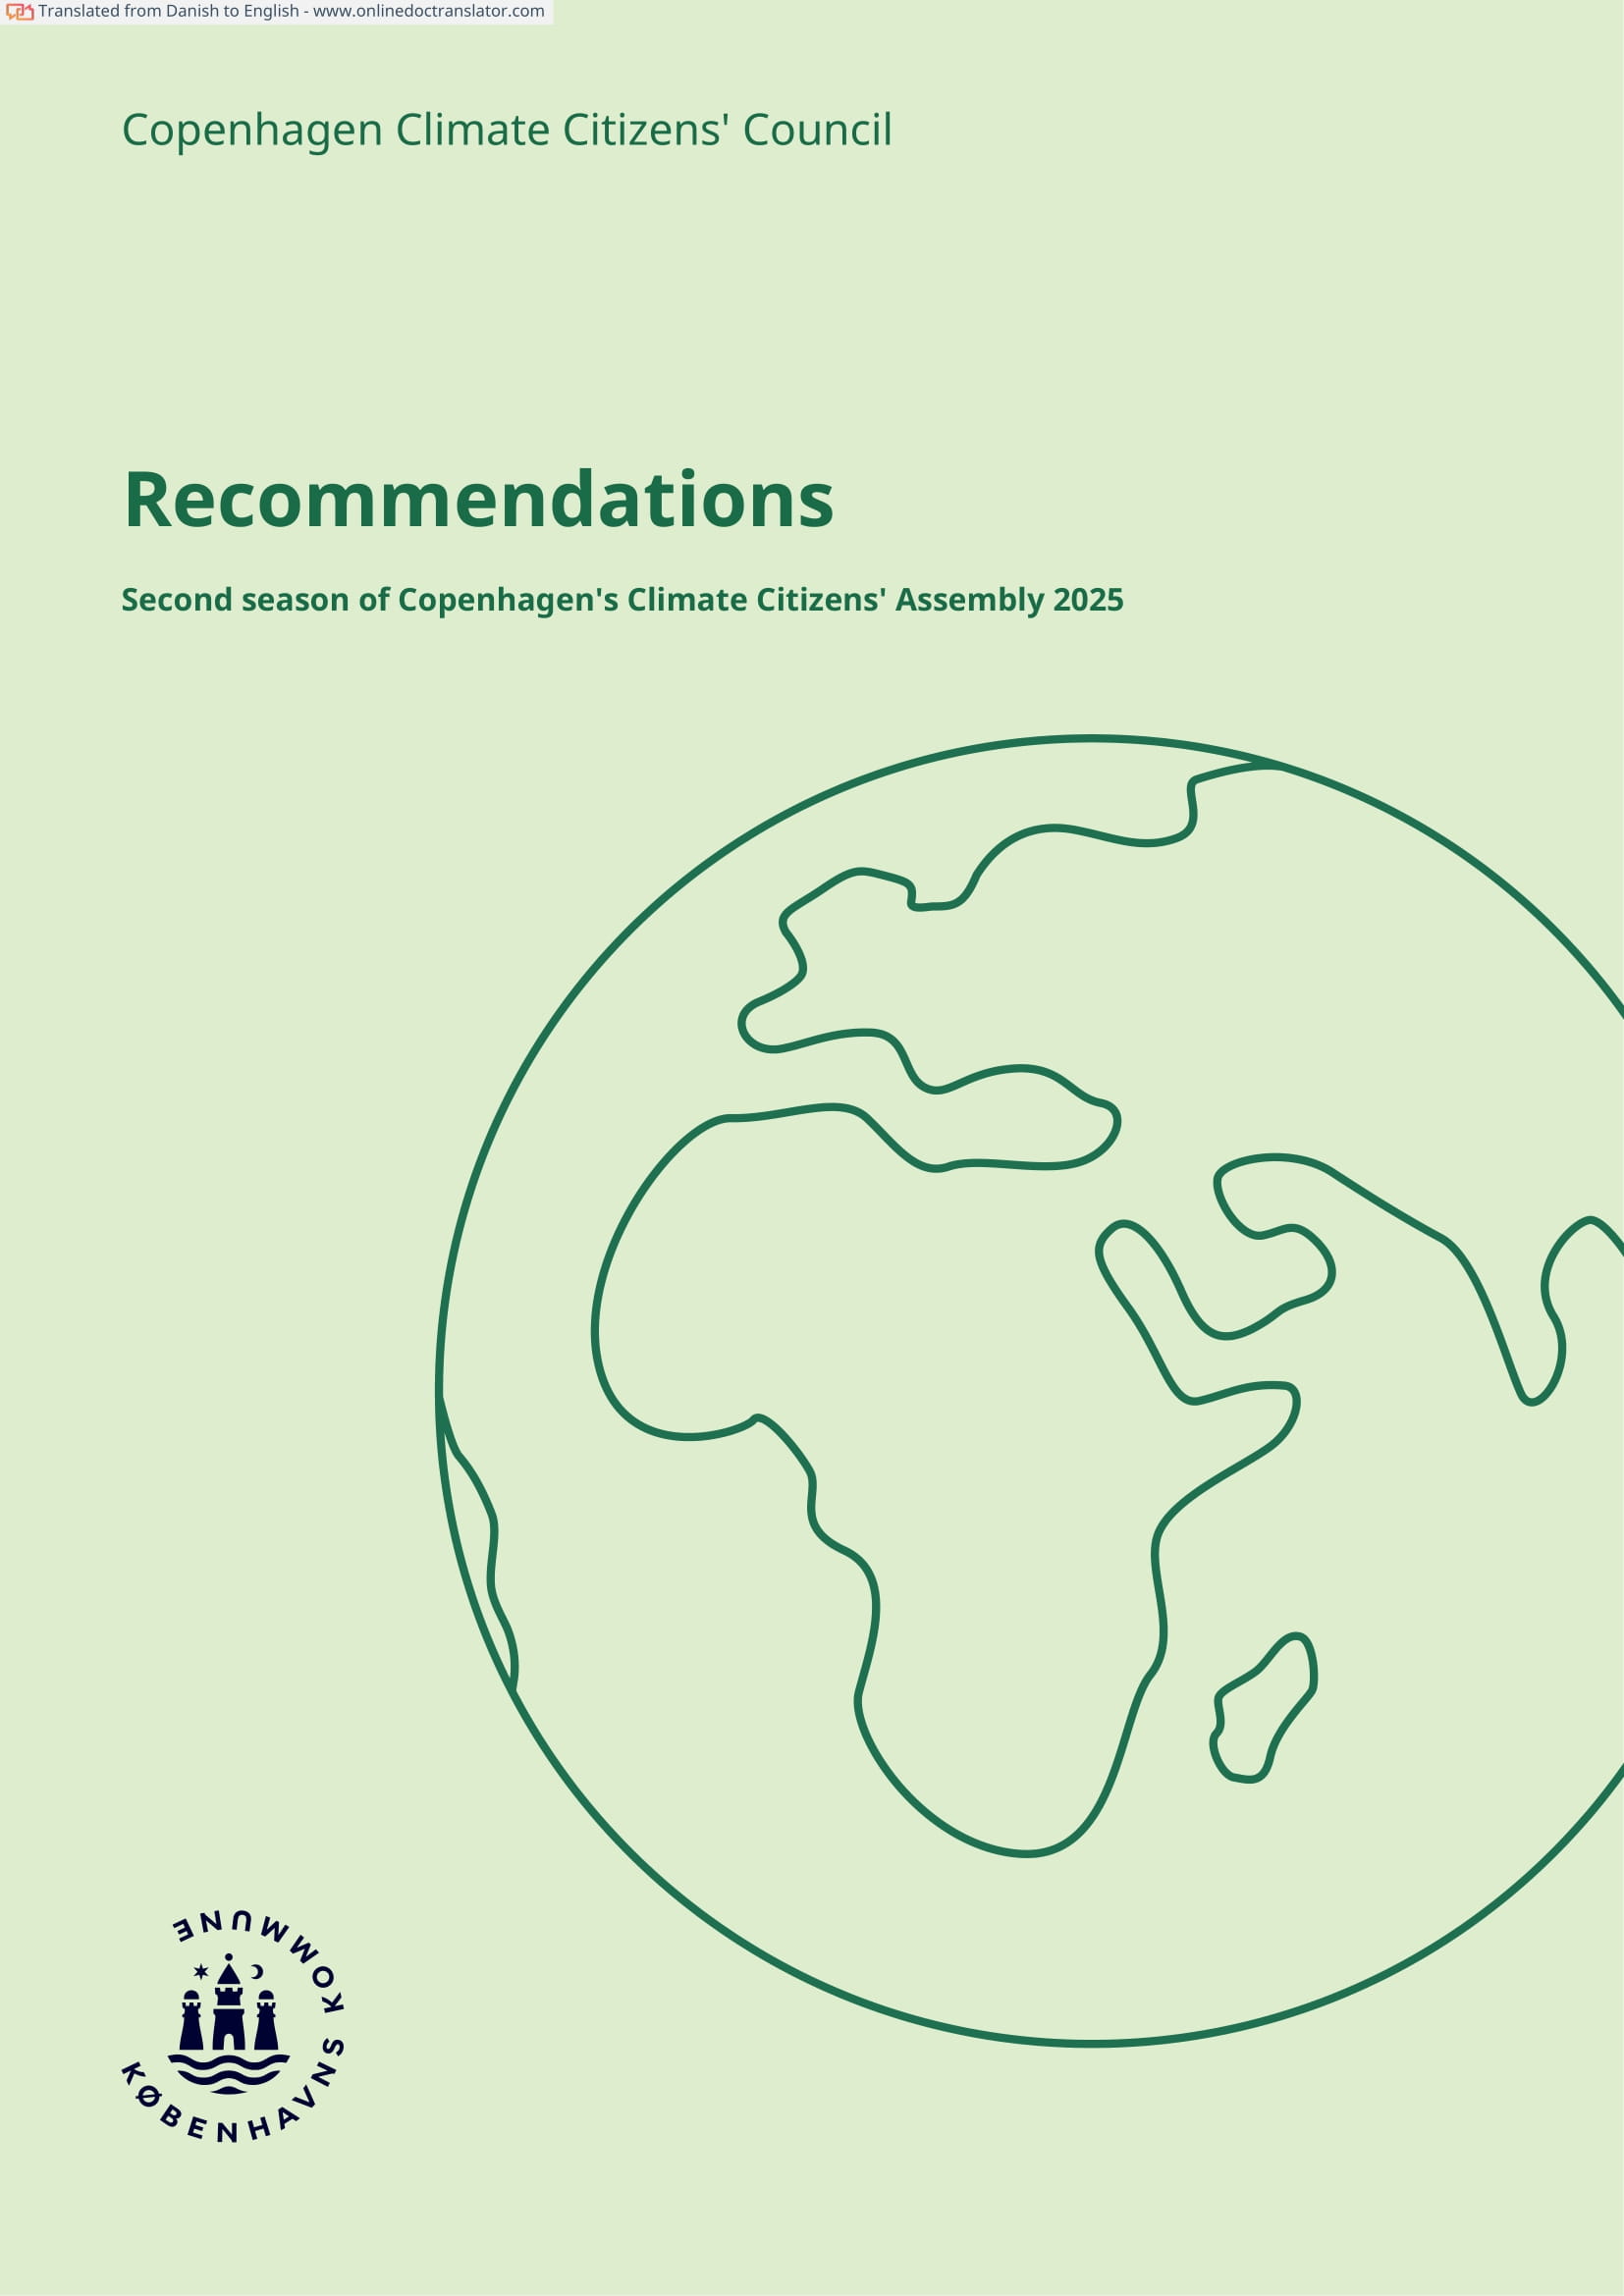 Translated from Danish to English - www.onlinedoctranslator.com
Copenhagen Climate Citizens' Council
Recommendations
Second season of Copenhagen's Climate Citizens' Assembly 2025
KØBENHAVNS KOMMUNE